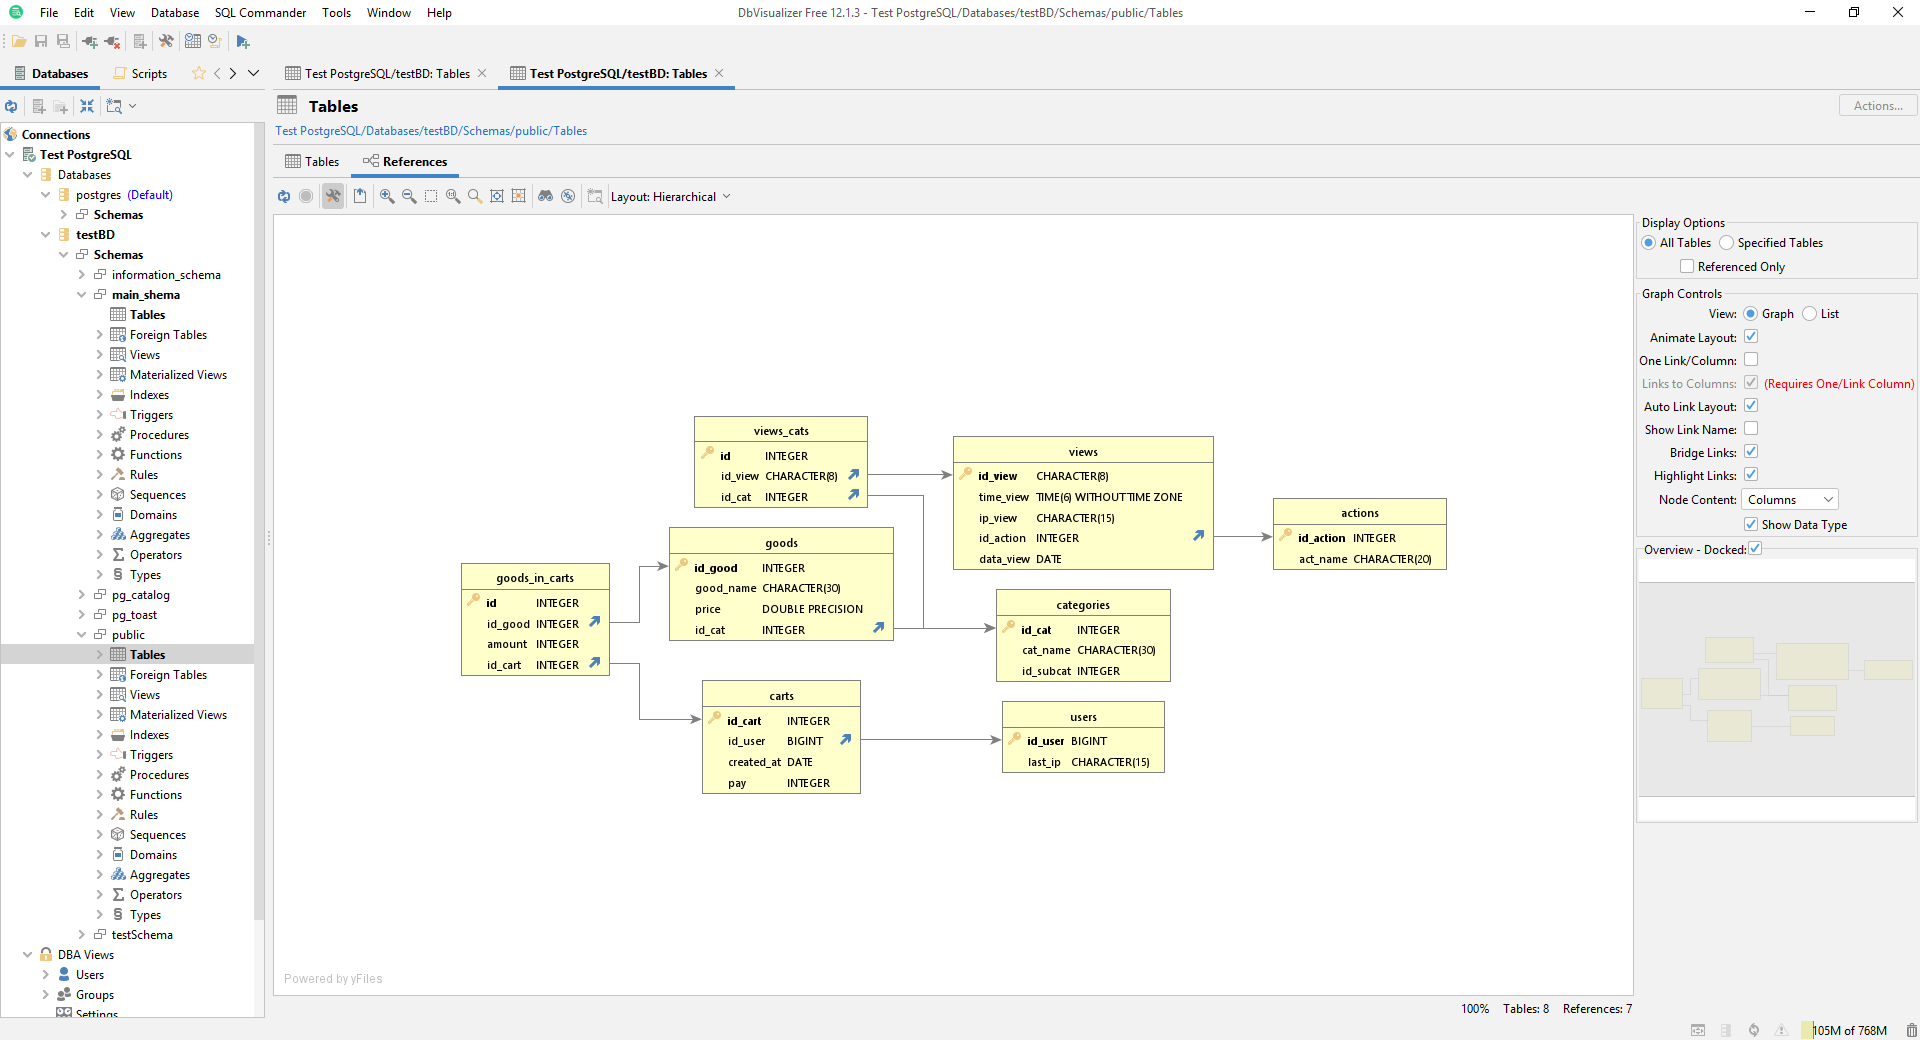 File Edit View Database SQL Commander Tools Window Help
DbVisualizer Free 12.1.3 - Test PostgreSQL/Databases/testBD/Schemas/public/Tables
Databases Scripts
Test PostgreSQL/testBD: Tables
Test PostgreSQL/testBD: Tables
Tables
Actions...
Test PostgreSQL/Databases/testBD/Schemas/public/Tables
Tables References
Layout: Hierarchical
Connections
Test PostgreSQL
Databases
postgres (Default)
Schemas
testBD
Schemas
information_schema
main_shema
Tables
Foreign Tables
Views
Materialized Views
Indexes
Triggers
Procedures
Functions
Rules
Sequences
Domains
Aggregates
Operators
Types
pg_catalog
pg_toast
public
Tables
Foreign Tables
Views
Materialized Views
Indexes
Triggers
Procedures
Functions
Rules
Sequences
Domains
Aggregates
Operators
Types
testSchema
DBA Views
Users
Groups
Settings
views_cats
id INTEGER
id_view CHARACTER(8)
id_cat INTEGER
views
id_view CHARACTER(8)
time_view TIME(6) WITHOUT TIME ZONE
ip_view CHARACTER(15)
id_action INTEGER
data_view DATE
actions
id_action INTEGER
act_name CHARACTER(20)
goods
id_good INTEGER
good_name CHARACTER(30)
price DOUBLE PRECISION
id_cat INTEGER
goods_in_carts
id INTEGER
id_good INTEGER
amount INTEGER
id_cart INTEGER
categories
id_cat INTEGER
cat_name CHARACTER(30)
id_subcat INTEGER
carts
id_cart INTEGER
id_user BIGINT
created_at DATE
pay INTEGER
users
id_user BIGINT
last_ip CHARACTER(15)
Powered by yFiles
Display Options
All Tables Specified Tables
Referenced Only
Graph Controls
View: Graph List
Animate Layout:
One Link/Column:
Links to Columns: (Requires One/Link Column)
Auto Link Layout:
Show Link Name:
Bridge Links:
Highlight Links:
Node Content: Columns
Show Data Type
Overview - Docked:
100% Tables: 8 References: 7
105M of 768M